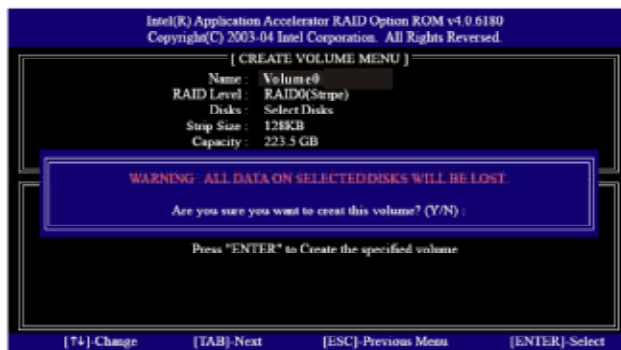 Intel(R) Application Accelerator RAID Option ROM v4.0.6180
Copyright(C) 2003-04 Intel Corporation. All Rights Reversed.
[ CREATE VOLUME MENU ]
Name : Volume0
RAID Level : RAID0(Stripe)
Disks : Select Disks
Strip Size : 128KB
Capacity : 223.5 GB
WARNING : ALL DATA ON SELECTED DISKS WILL BE LOST.
Are you sure you want to creat this volume? (Y/N) :
Press "ENTER" to Create the specified volume
[↑↓]-Change [TAB]-Next [ESC]-Previous Menu [ENTER]-Select